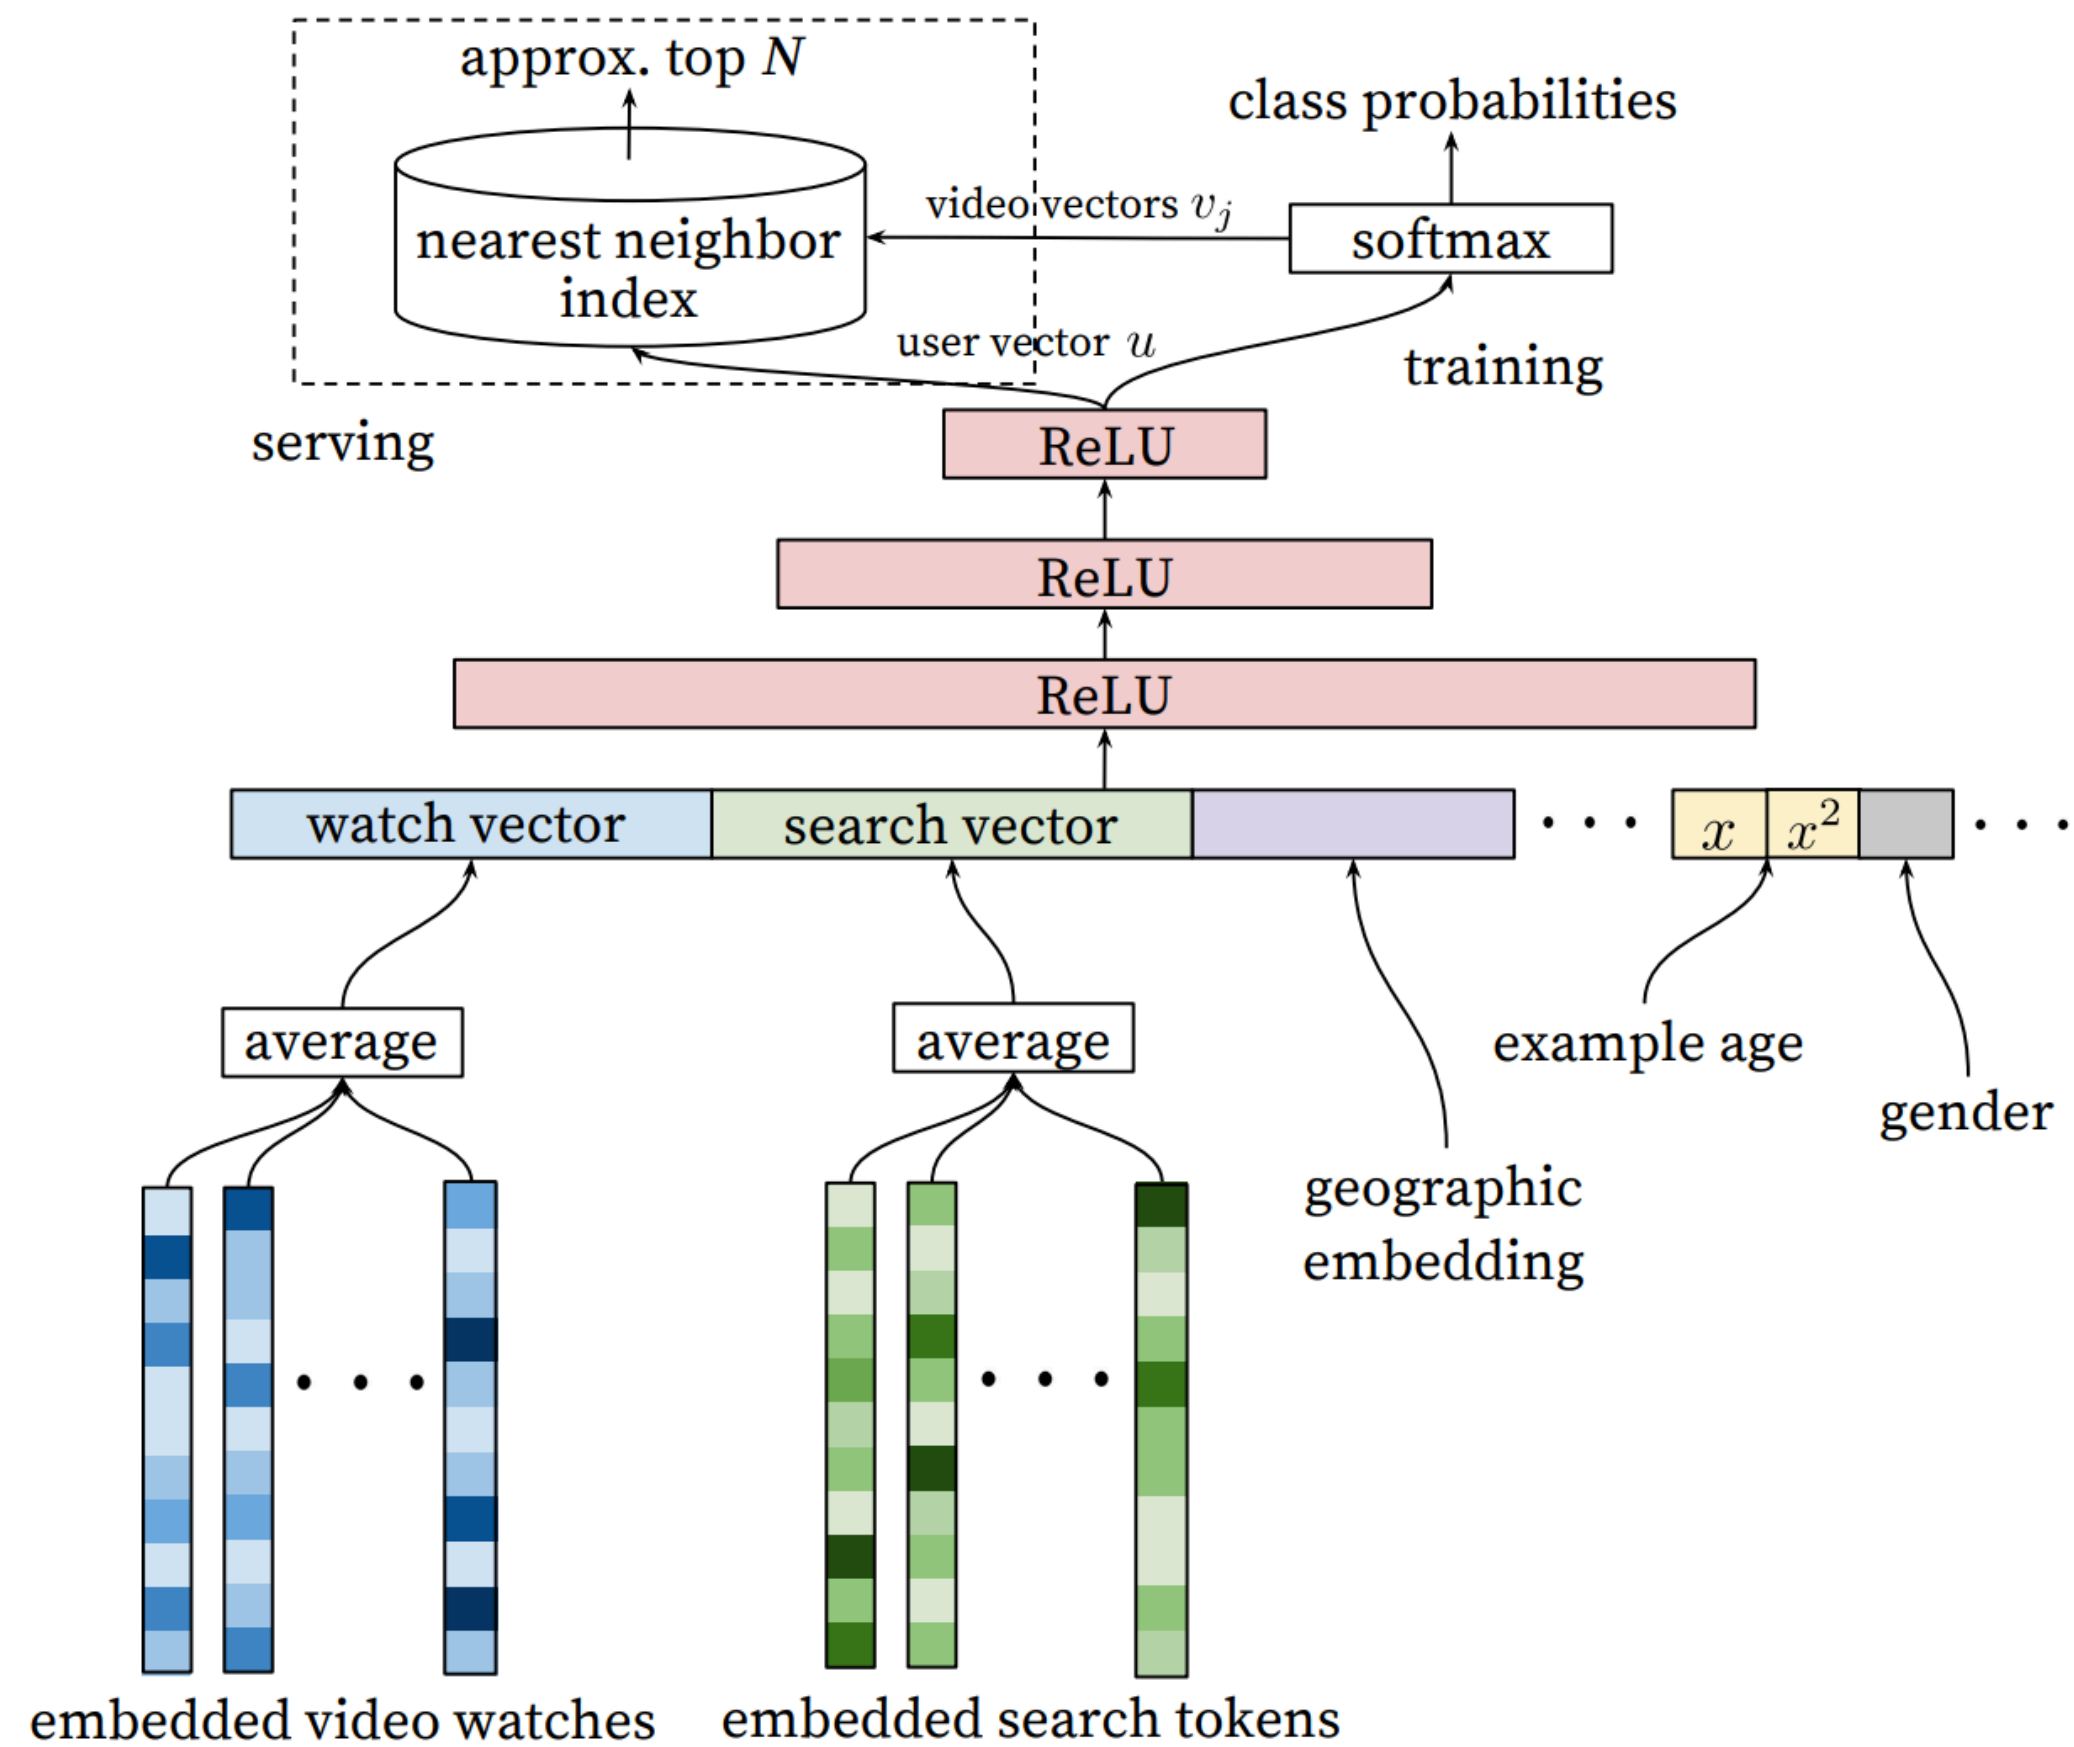 approx. top N
class probabilities
video vectors v_j
nearest neighbor
index
softmax
user vector u
training
serving
ReLU
ReLU
ReLU
watch vector
search vector
. . .
x
x²
. . .
average
average
example age
gender
geographic
embedding
. . .
. . .
embedded video watches
embedded search tokens